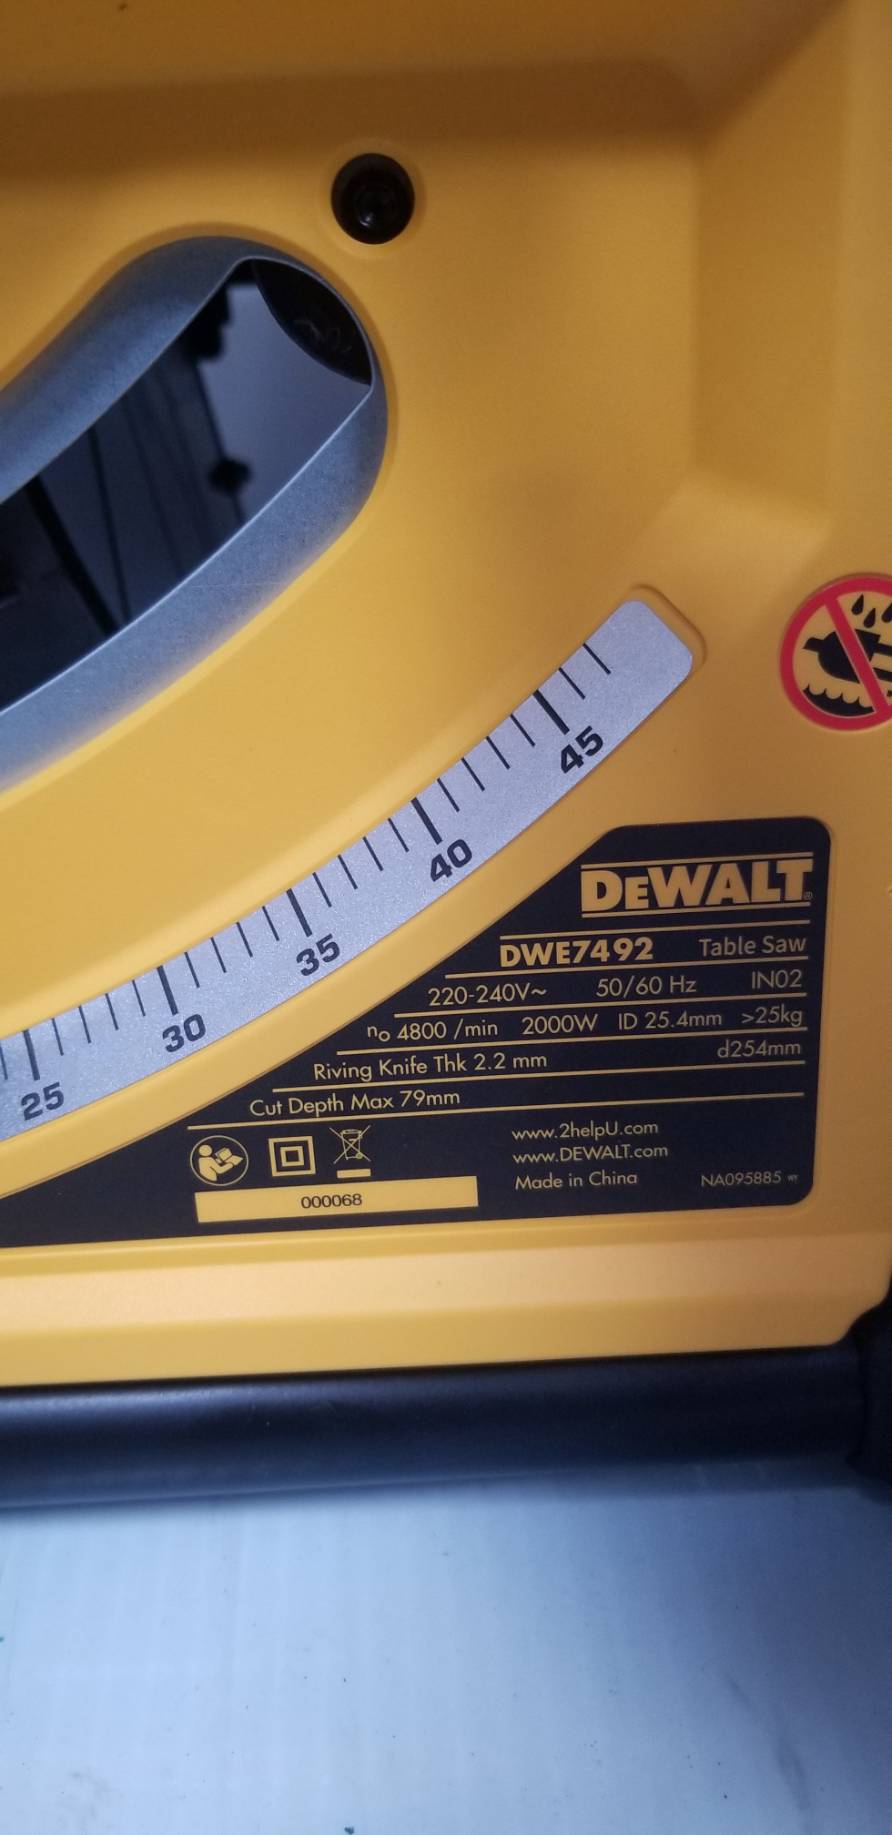 45
40
35
30
25
DEWALT®
DWE7492 Table Saw
220-240V~ 50/60 Hz IN02
n₀ 4800 /min 2000W ID 25.4mm >25kg
Riving Knife Thk 2.2 mm d254mm
Cut Depth Max 79mm
www.2helpU.com
www.DEWALT.com
Made in China NA095885
000068